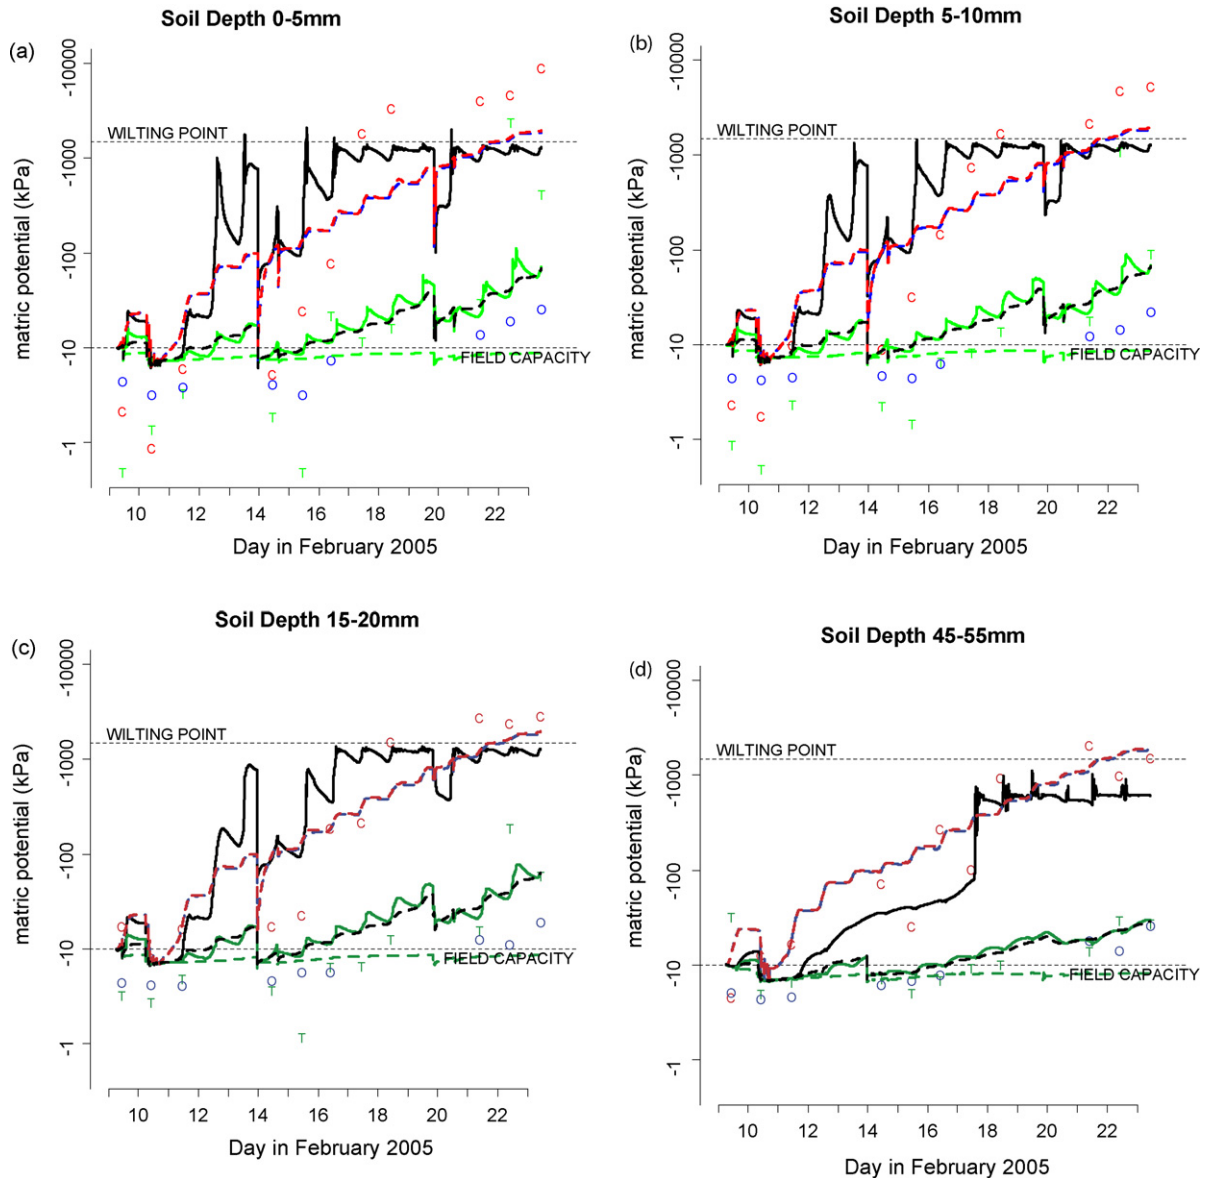 Soil Depth 0-5mm
(a)
-10000
-1000
-100
-10
-1
matric potential (kPa)
WILTING POINT
FIELD CAPACITY
10 12 14 16 18 20 22
Day in February 2005
Soil Depth 5-10mm
(b)
-10000
-1000
-100
-10
-1
matric potential (kPa)
WILTING POINT
FIELD CAPACITY
10 12 14 16 18 20 22
Day in February 2005
Soil Depth 15-20mm
(c)
-10000
-1000
-100
-10
-1
matric potential (kPa)
WILTING POINT
FIELD CAPACITY
10 12 14 16 18 20 22
Day in February 2005
Soil Depth 45-55mm
(d)
-10000
-1000
-100
-10
-1
matric potential (kPa)
WILTING POINT
FIELD CAPACITY
10 12 14 16 18 20 22
Day in February 2005